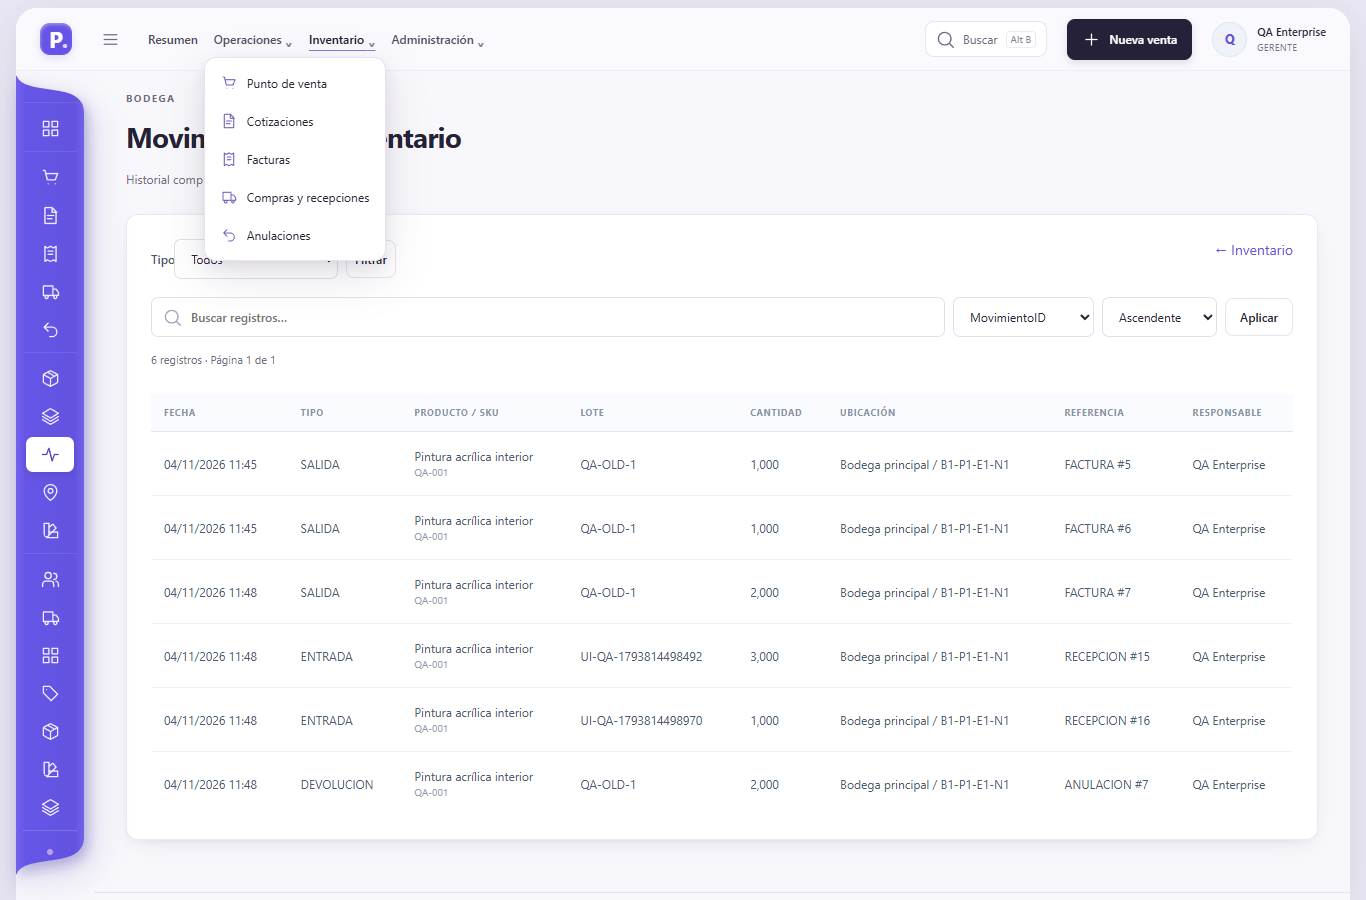 P.
Resumen
Operaciones
Inventario
Administración
Buscar
Alt B
Nueva venta
Q
QA Enterprise
GERENTE
Punto de venta
Cotizaciones
Facturas
Compras y recepciones
Anulaciones
BODEGA
Historial
← Inventario
Tipo
Todos
Filtrar
Buscar registros...
MovimientoID
Ascendente
Aplicar
6 registros · Página 1 de 1
FECHA TIPO PRODUCTO / SKU LOTE CANTIDAD UBICACIÓN REFERENCIA RESPONSABLE
04/11/2026 11:45 SALIDA Pintura acrílica interior QA-OLD-1 1,000 Bodega principal / B1-P1-E1-N1 FACTURA #5 QA Enterprise
QA-001
04/11/2026 11:45 SALIDA Pintura acrílica interior QA-OLD-1 1,000 Bodega principal / B1-P1-E1-N1 FACTURA #6 QA Enterprise
QA-001
04/11/2026 11:48 SALIDA Pintura acrílica interior QA-OLD-1 2,000 Bodega principal / B1-P1-E1-N1 FACTURA #7 QA Enterprise
QA-001
04/11/2026 11:48 ENTRADA Pintura acrílica interior UI-QA-1793814498492 3,000 Bodega principal / B1-P1-E1-N1 RECEPCION #15 QA Enterprise
QA-001
04/11/2026 11:48 ENTRADA Pintura acrílica interior UI-QA-1793814498970 1,000 Bodega principal / B1-P1-E1-N1 RECEPCION #16 QA Enterprise
QA-001
04/11/2026 11:48 DEVOLUCION Pintura acrílica interior QA-OLD-1 2,000 Bodega principal / B1-P1-E1-N1 ANULACION #7 QA Enterprise
QA-001